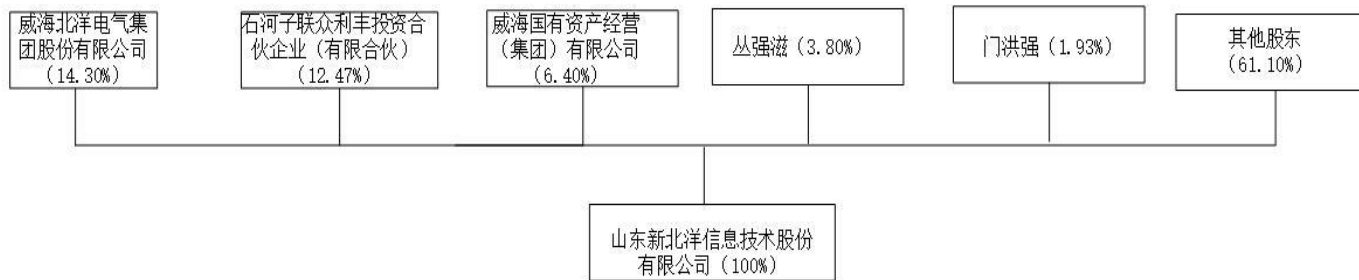 威海北洋电气集
团股份有限公司
(14.30%)
石河子联众利丰投资合
伙企业（有限合伙）
(12.47%)
威海国有资产经营
（集团）有限公司
(6.40%)
丛强滋（3.80%）
门洪强（1.93%）
其他股东
(61.10%)
山东新北洋信息技术股份
有限公司（100%）